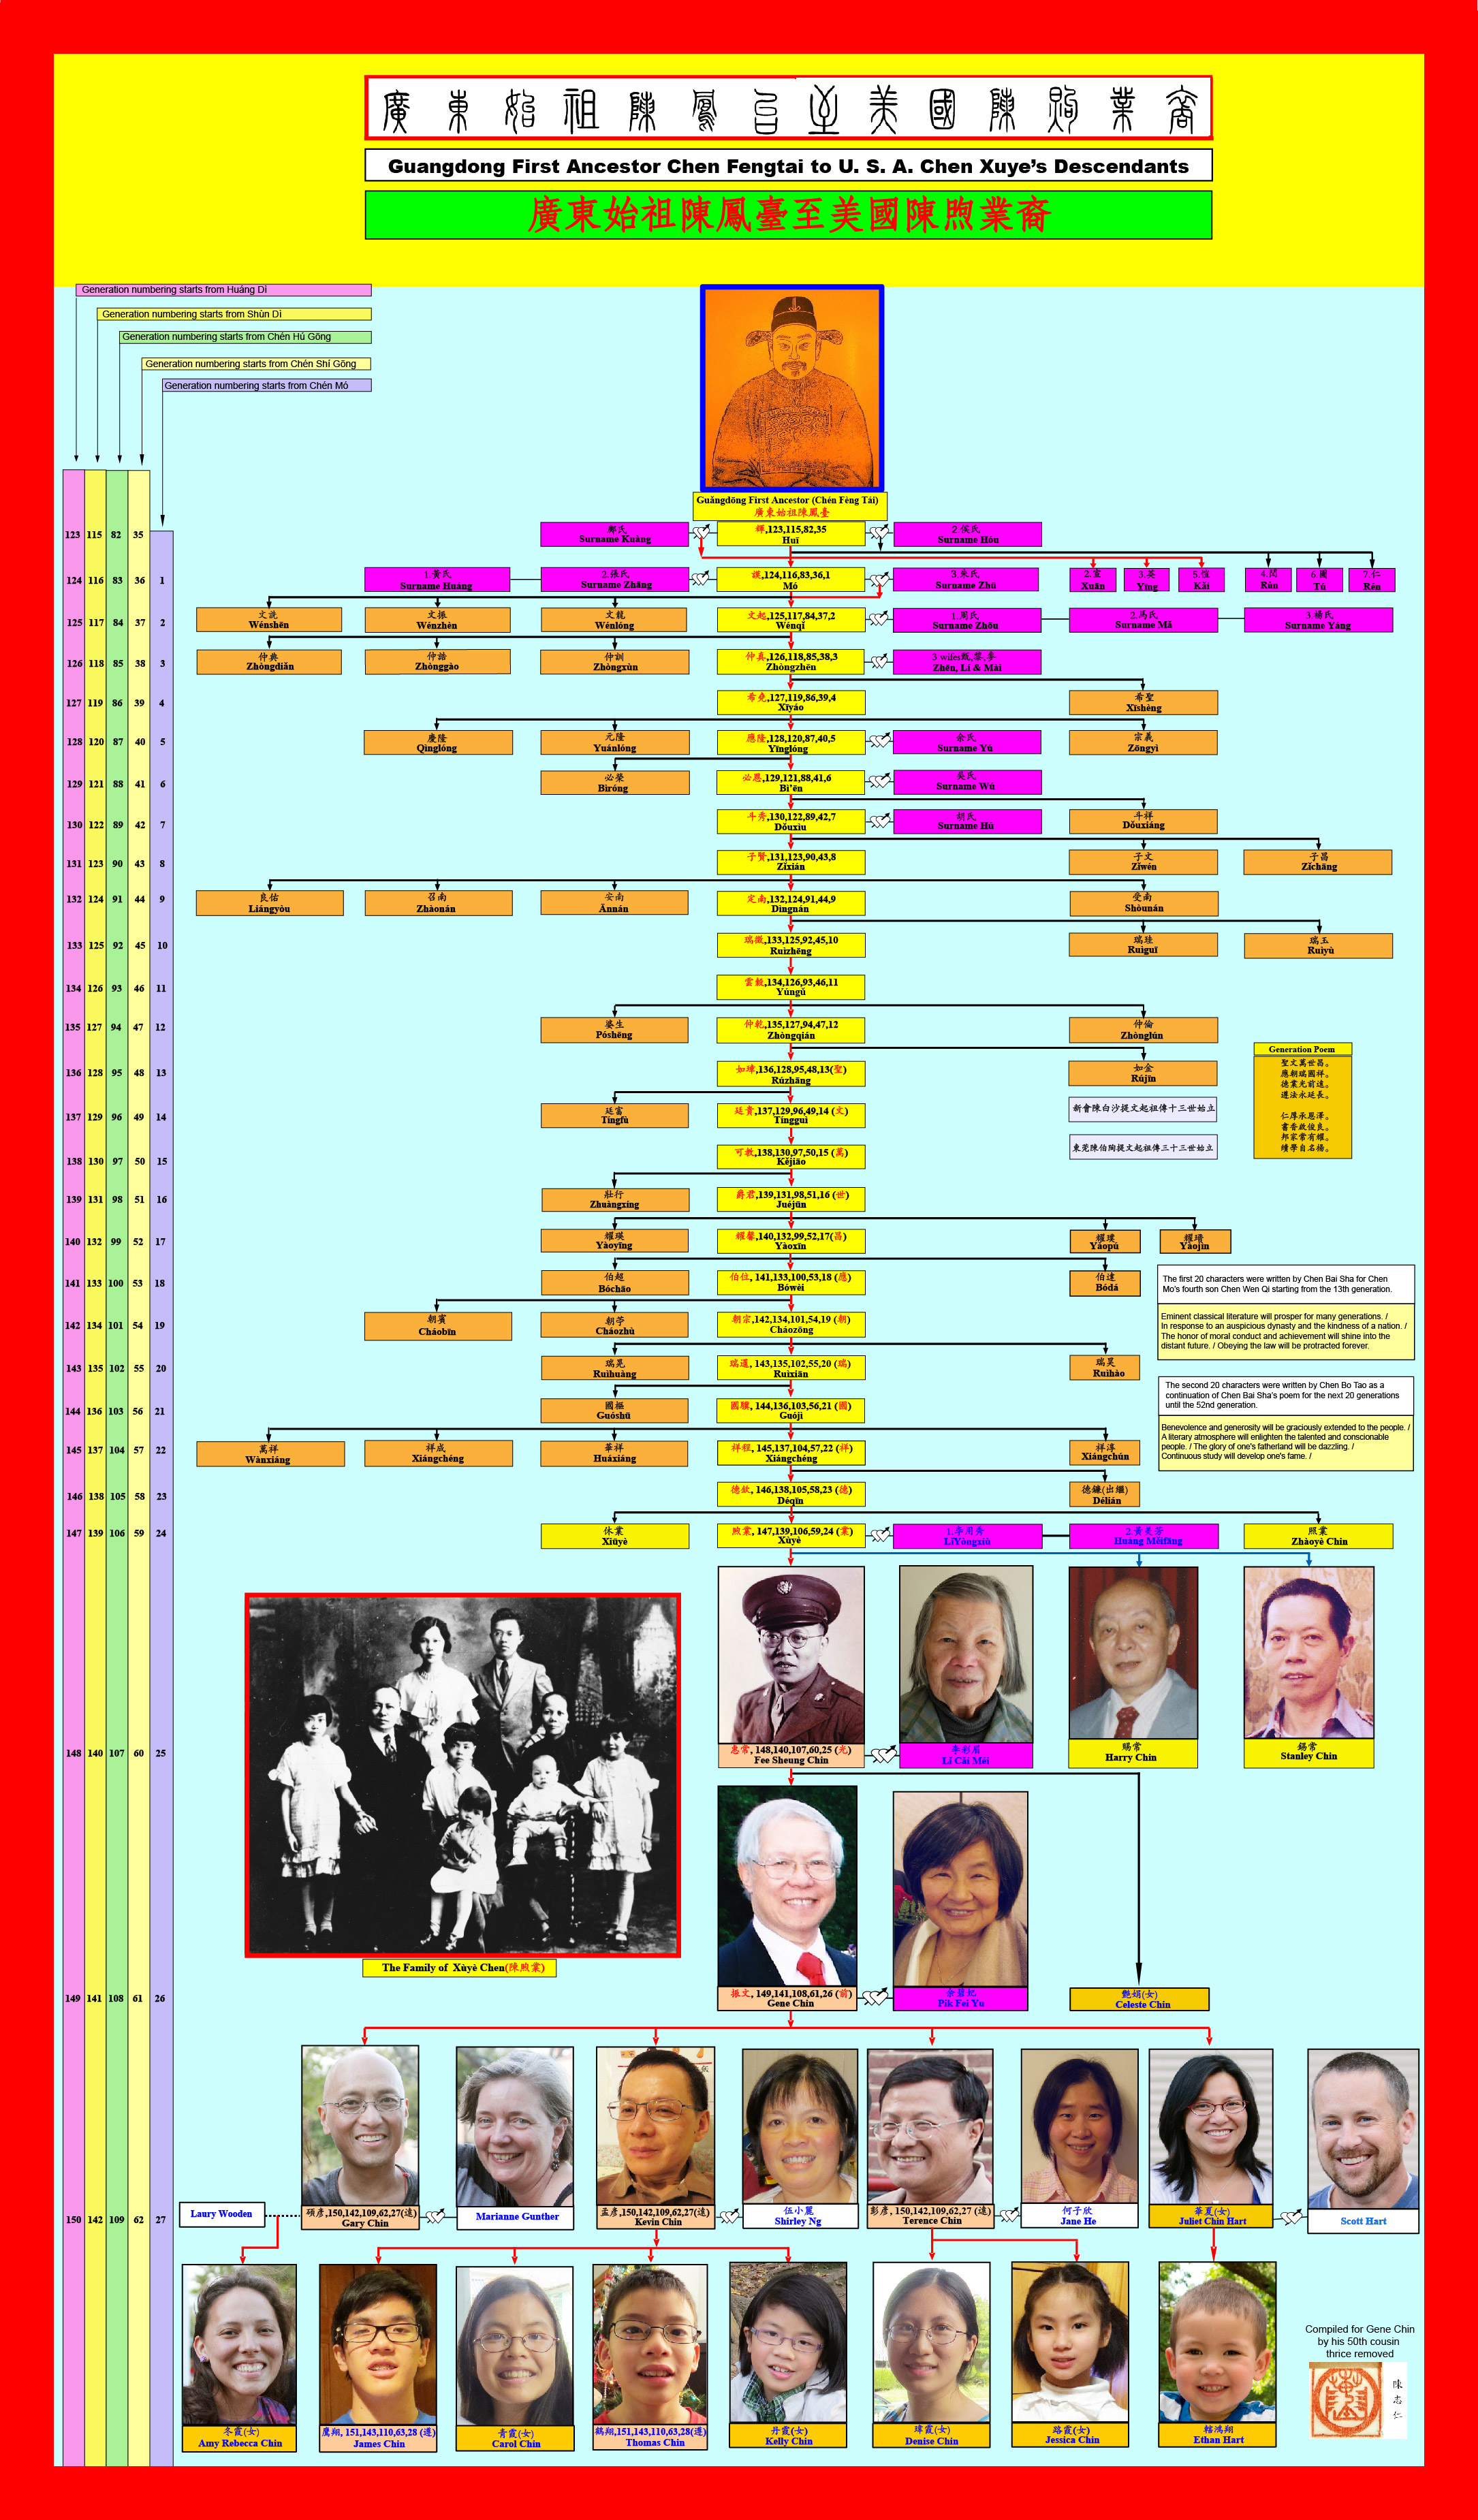 廣東始祖陳鳳台至美國陳煦業裔
Guangdong First Ancestor Chen Fengtai to U. S. A. Chen Xuye’s Descendants
廣東始祖陳鳳臺至美國陳煦業裔
Generation numbering starts from Huáng Dì
Generation numbering starts from Shùn Dì
Generation numbering starts from Chén Hú Gōng
Generation numbering starts from Chén Shí Gōng
Generation numbering starts from Chén Mó
Guǎngdōng First Ancestor (Chén Fèng Tái)
廣東始祖陳鳳臺
123 115 82 35
鄺氏
Surname Kuàng
輝,123,115,82,35
Huī
2.侯氏
Surname Hóu
124 116 83 36 1
1.黃氏
Surname Huáng
2.張氏
Surname Zhāng
謨,124,116,83,36,1
Mó
3.朱氏
Surname Zhū
2.宣
Xuān
3.英
Yīng
5.愷
Kǎi
4.閏
Rùn
6.圖
Tú
7.仁
Rén
125 117 84 37 2
文詵
Wénshēn
文振
Wénzhèn
文龍
Wénlóng
文起,125,117,84,37,2
Wénqǐ
1.周氏
Surname Zhōu
2.馬氏
Surname Mǎ
3.楊氏
Surname Yáng
126 118 85 38 3
仲典
Zhòngdiǎn
仲誥
Zhònggào
仲訓
Zhòngxùn
仲真,126,118,85,38,3
Zhòngzhēn
Zhēn, Lí & Mài
127 119 86 39 4
希堯,127,119,86,39,4
Xīyáo
希聖
Xīshèng
128 120 87 40 5
慶隆
Qìnglóng
元隆
Yuánlóng
應隆,128,120,87,40,5
Yīnglóng
余氏
Surname Yú
宗義
Zōngyì
129 121 88 41 6
必榮
Bìróng
必恩,129,121,88,41,6
Bì’ēn
吳氏
Surname Wú
130 122 89 42 7
斗秀,130,122,89,42,7
Dǒuxiù
胡氏
Surname Hú
斗祥
Dǒuxiáng
131 123 90 43 8
子賢,131,123,90,43,8
Zǐxián
子文
Zǐwén
子昌
Zǐchāng
132 124 91 44 9
良佑
Liángyòu
召南
Zhàonán
安南
Ānnán
定南,132,124,91,44,9
Dìngnán
受南
Shòunán
133 125 92 45 10
瑞徵,133,125,92,45,10
Ruìzhēng
瑞珪
Ruìguī
瑞玉
Ruìyù
134 126 93 46 11
雲穀,134,126,93,46,11
Yúngǔ
135 127 94 47 12
婆生
Póshēng
仲乾,135,127,94,47,12
Zhòngqián
仲倫
Zhònglún
136 128 95 48 13
如璋,136,128,95,48,13(聖)
Rúzhāng
如金
Rújīn
Generation Poem
聖文萬世昌。
應朝瑞國祥。
德業光前遠。
遵法永延長。
仁厚承恩澤。
書香啟俊良。
邦家常有耀。
績學自名揚。
137 129 96 49 14
廷富
Tíngfù
廷貴,137,129,96,49,14 (文)
Tíngguì
新會陳白沙提文起祖傳十三世始立
138 130 97 50 15
可教,138,130,97,50,15 (萬)
Kějiāo
東莞陳伯陶提文起祖傳三十三世始立
139 131 98 51 16
壯行
Zhuàngxíng
爵君,139,131,98,51,16 (世)
Juéjūn
140 132 99 52 17
耀瑛
Yàoyīng
耀馨,140,132,99,52,17(昌)
Yàoxīn
耀璞
Yàopú
耀瑨
Yàojìn
141 133 100 53 18
伯超
Bóchāo
伯位, 141,133,100,53,18 (應)
Bówèi
伯達
Bódá
The first 20 characters were written by Chen Bai Sha for Chen
Mo’s fourth son Chen Wen Qi starting from the 13th generation.
Eminent classical literature will prosper for many generations. /
In response to an auspicious dynasty and the kindness of a nation. /
The honor of moral conduct and achievement will shine into the
distant future. / Obeying the law will be protracted forever.
142 134 101 54 19
朝賓
Cháobīn
Cháozhù
朝宗,142,134,101,54,19 (朝)
Cháozōng
143 135 102 55 20
瑞晃
Ruìhuàng
瑞暹, 143,135,102,55,20 (瑞)
Ruìxiān
瑞昊
Ruìhào
The second 20 characters were written by Chen Bo Tao as a
continuation of Chen Bai Sha’s poem for the next 20 generations
until the 52nd generation.
Benevolence and generosity will be graciously extended to the people. /
A literary atmosphere will enlighten the talented and conscionable
people. / The glory of one's fatherland will be dazzling. /
Continuous study will develop one's fame. /
144 136 103 56 21
國樞
Guóshū
國驥, 144,136,103,56,21 (國)
Guójì
145 137 104 57 22
萬祥
Wànxiáng
祥成
Xiángchéng
華祥
Huáxiáng
祥程, 145,137,104,57,22 (祥)
Xiángchéng
祥淳
Xiángchún
146 138 105 58 23
德欽, 146,138,105,58,23 (德)
Déqīn
德鎌(出繼)
Délián
147 139 106 59 24
休業
Xiūyè
煦業, 147,139,106,59,24 (業)
Xùyè
1.李用秀
LǐYòngxiù
2.黃美芳
Huáng Měifāng
照業
Zhàoyè Chin
148 140 107 60 25
惠常, 148,140,107,60,25 (光)
Fee Sheung Chin
李彩眉
Lǐ Cǎi Méi
賜常
Harry Chin
錫常
Stanley Chin
The Family of Xùyè Chen(陳煦業)
149 141 108 61 26
振文, 149,141,108,61,26 (前)
Gene Chin
余碧妃
Pik Fei Yu
艷娟(女)
Celeste Chin
150 142 109 62 27
Laury Wooden
碩彥,150,142,109,62,27(遠)
Gary Chin
Marianne Gunther
孟彥,150,142,109,62,27(遠)
Kevin Chin
伍小麗
Shirley Ng
彭彥, 150,142,109,62,27 (遠)
Terence Chin
何子欣
Jane He
華夏(女)
Juliet Chin Hart
Scott Hart
冬霞(女)
Amy Rebecca Chin
鷹翔, 151,143,110,63,28 (遵)
James Chin
青霞(女)
Carol Chin
鶴翔,151,143,110,63,28(遵)
Thomas Chin
丹霞(女)
Kelly Chin
瑋霞(女)
Denise Chin
璐霞(女)
Jessica Chin
鴻翔
Ethan Hart
Compiled for Gene Chin
by his 50th cousin
thrice removed
陳志仁